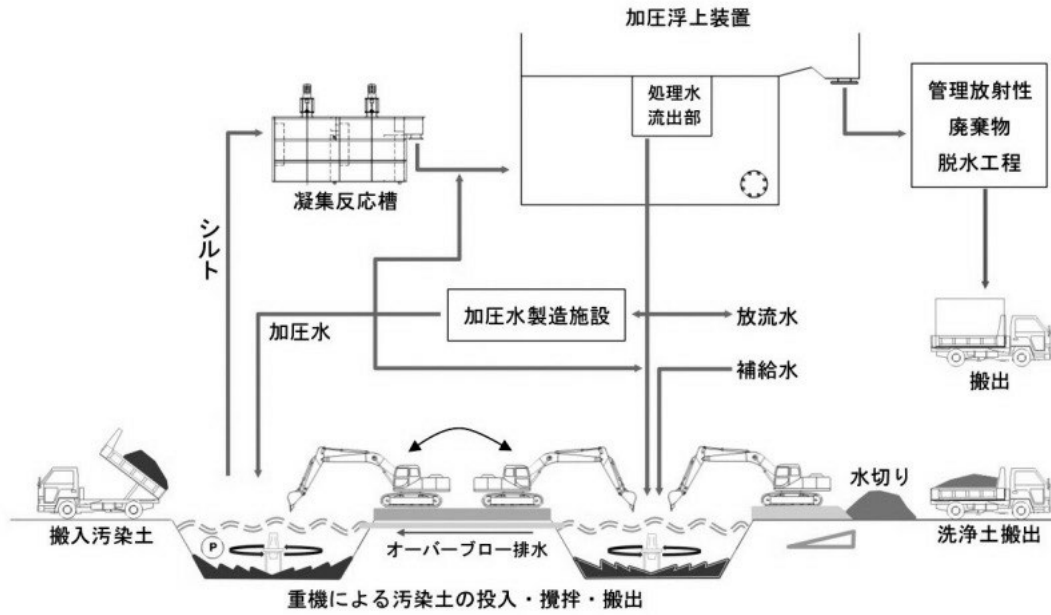 加圧浮上装置
処理水
流出部
管理放射性
廃棄物
脱水工程
凝集反応槽
シルト
加圧水製造施設
加圧水
放流水
補給水
搬出
水切り
搬入汚染土
P
オーバーブロー排水
洗浄土搬出
重機による汚染土の投入・攪拌・搬出